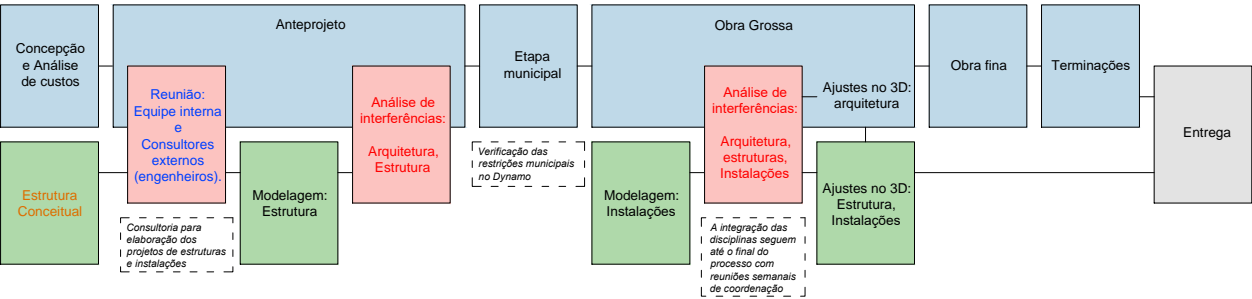 Concepção
e Análise
de custos
Anteprojeto
Etapa
municipal
Obra Grossa
Ajustes no 3D:
arquitetura
Obra fina
Terminações
Entrega
Reunião:
Equipe interna
e
Consultores
externos
(engenheiros).
Análise de
interferências:
Arquitetura,
Estrutura
Análise de
interferências:
Arquitetura,
estruturas,
Instalações
Estrutura
Conceitual
Modelagem:
Estrutura
Modelagem:
Instalações
Ajustes no 3D:
Estrutura,
Instalações
Consultoria para
elaboração dos
projetos de estruturas
e instalações
Verificação das
restrições municipais
no Dynamo
A integração das
disciplinas seguem
até o final do
processo com
reuniões semanais
de coordenação